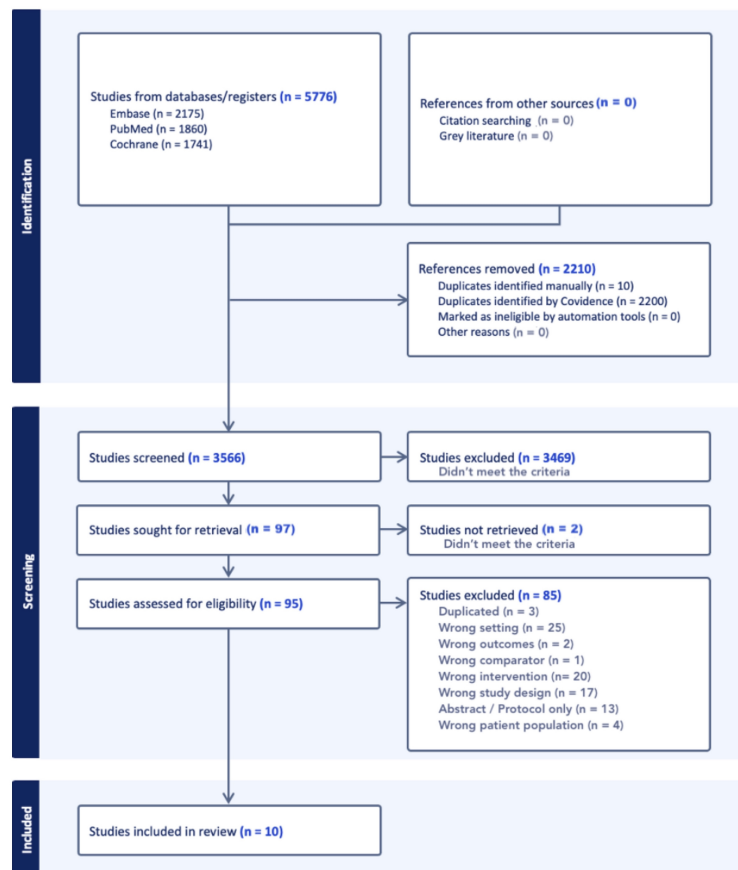 Identification
Studies from databases/registers (n = 5776)
Embase (n = 2175)
PubMed (n = 1860)
Cochrane (n = 1741)
References from other sources (n = 0)
Citation searching (n = 0)
Grey literature (n = 0)
References removed (n = 2210)
Duplicates identified manually (n = 10)
Duplicates identified by Covidence (n = 2200)
Marked as ineligible by automation tools (n = 0)
Other reasons (n = 0)
Screening
Studies screened (n = 3566)
Studies excluded (n = 3469)
Didn't meet the criteria
Studies sought for retrieval (n = 97)
Studies not retrieved (n = 2)
Didn't meet the criteria
Studies assessed for eligibility (n = 95)
Studies excluded (n = 85)
Duplicated (n = 3)
Wrong setting (n = 25)
Wrong outcomes (n = 2)
Wrong comparator (n = 1)
Wrong intervention (n= 20)
Wrong study design (n = 17)
Abstract / Protocol only (n = 13)
Wrong patient population (n = 4)
Included
Studies included in review (n = 10)